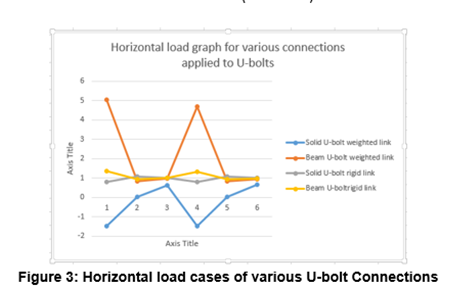 Horizontal load graph for various connections
applied to U-bolts
6
5
4
3
2
1
0
-1
-2
Axis Title
1 2 3 4 5 6
Axis Title
Solid U-bolt weighted link
Beam U-bolt weighted link
Solid U-bolt rigid link
Beam U-boltrigid link
Figure 3: Horizontal load cases of various U-bolt Connections